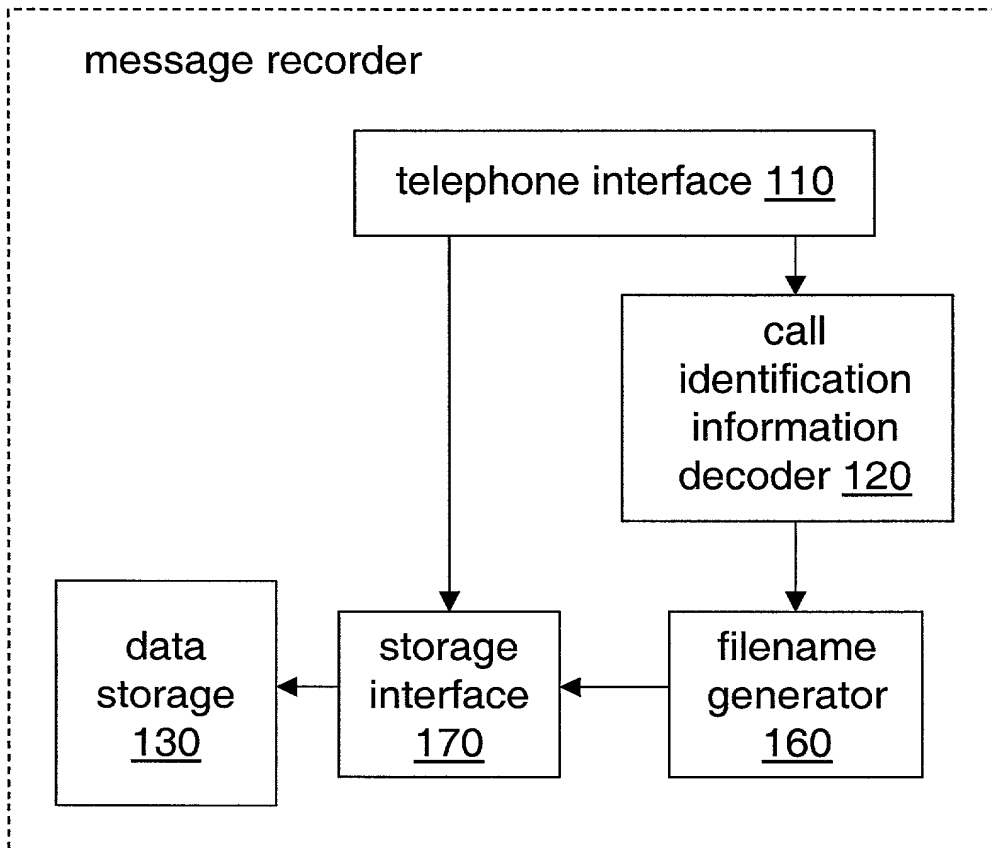 message recorder
telephone interface 110
call
identification
information
decoder 120
data
storage
130
storage
interface
170
filename
generator
160